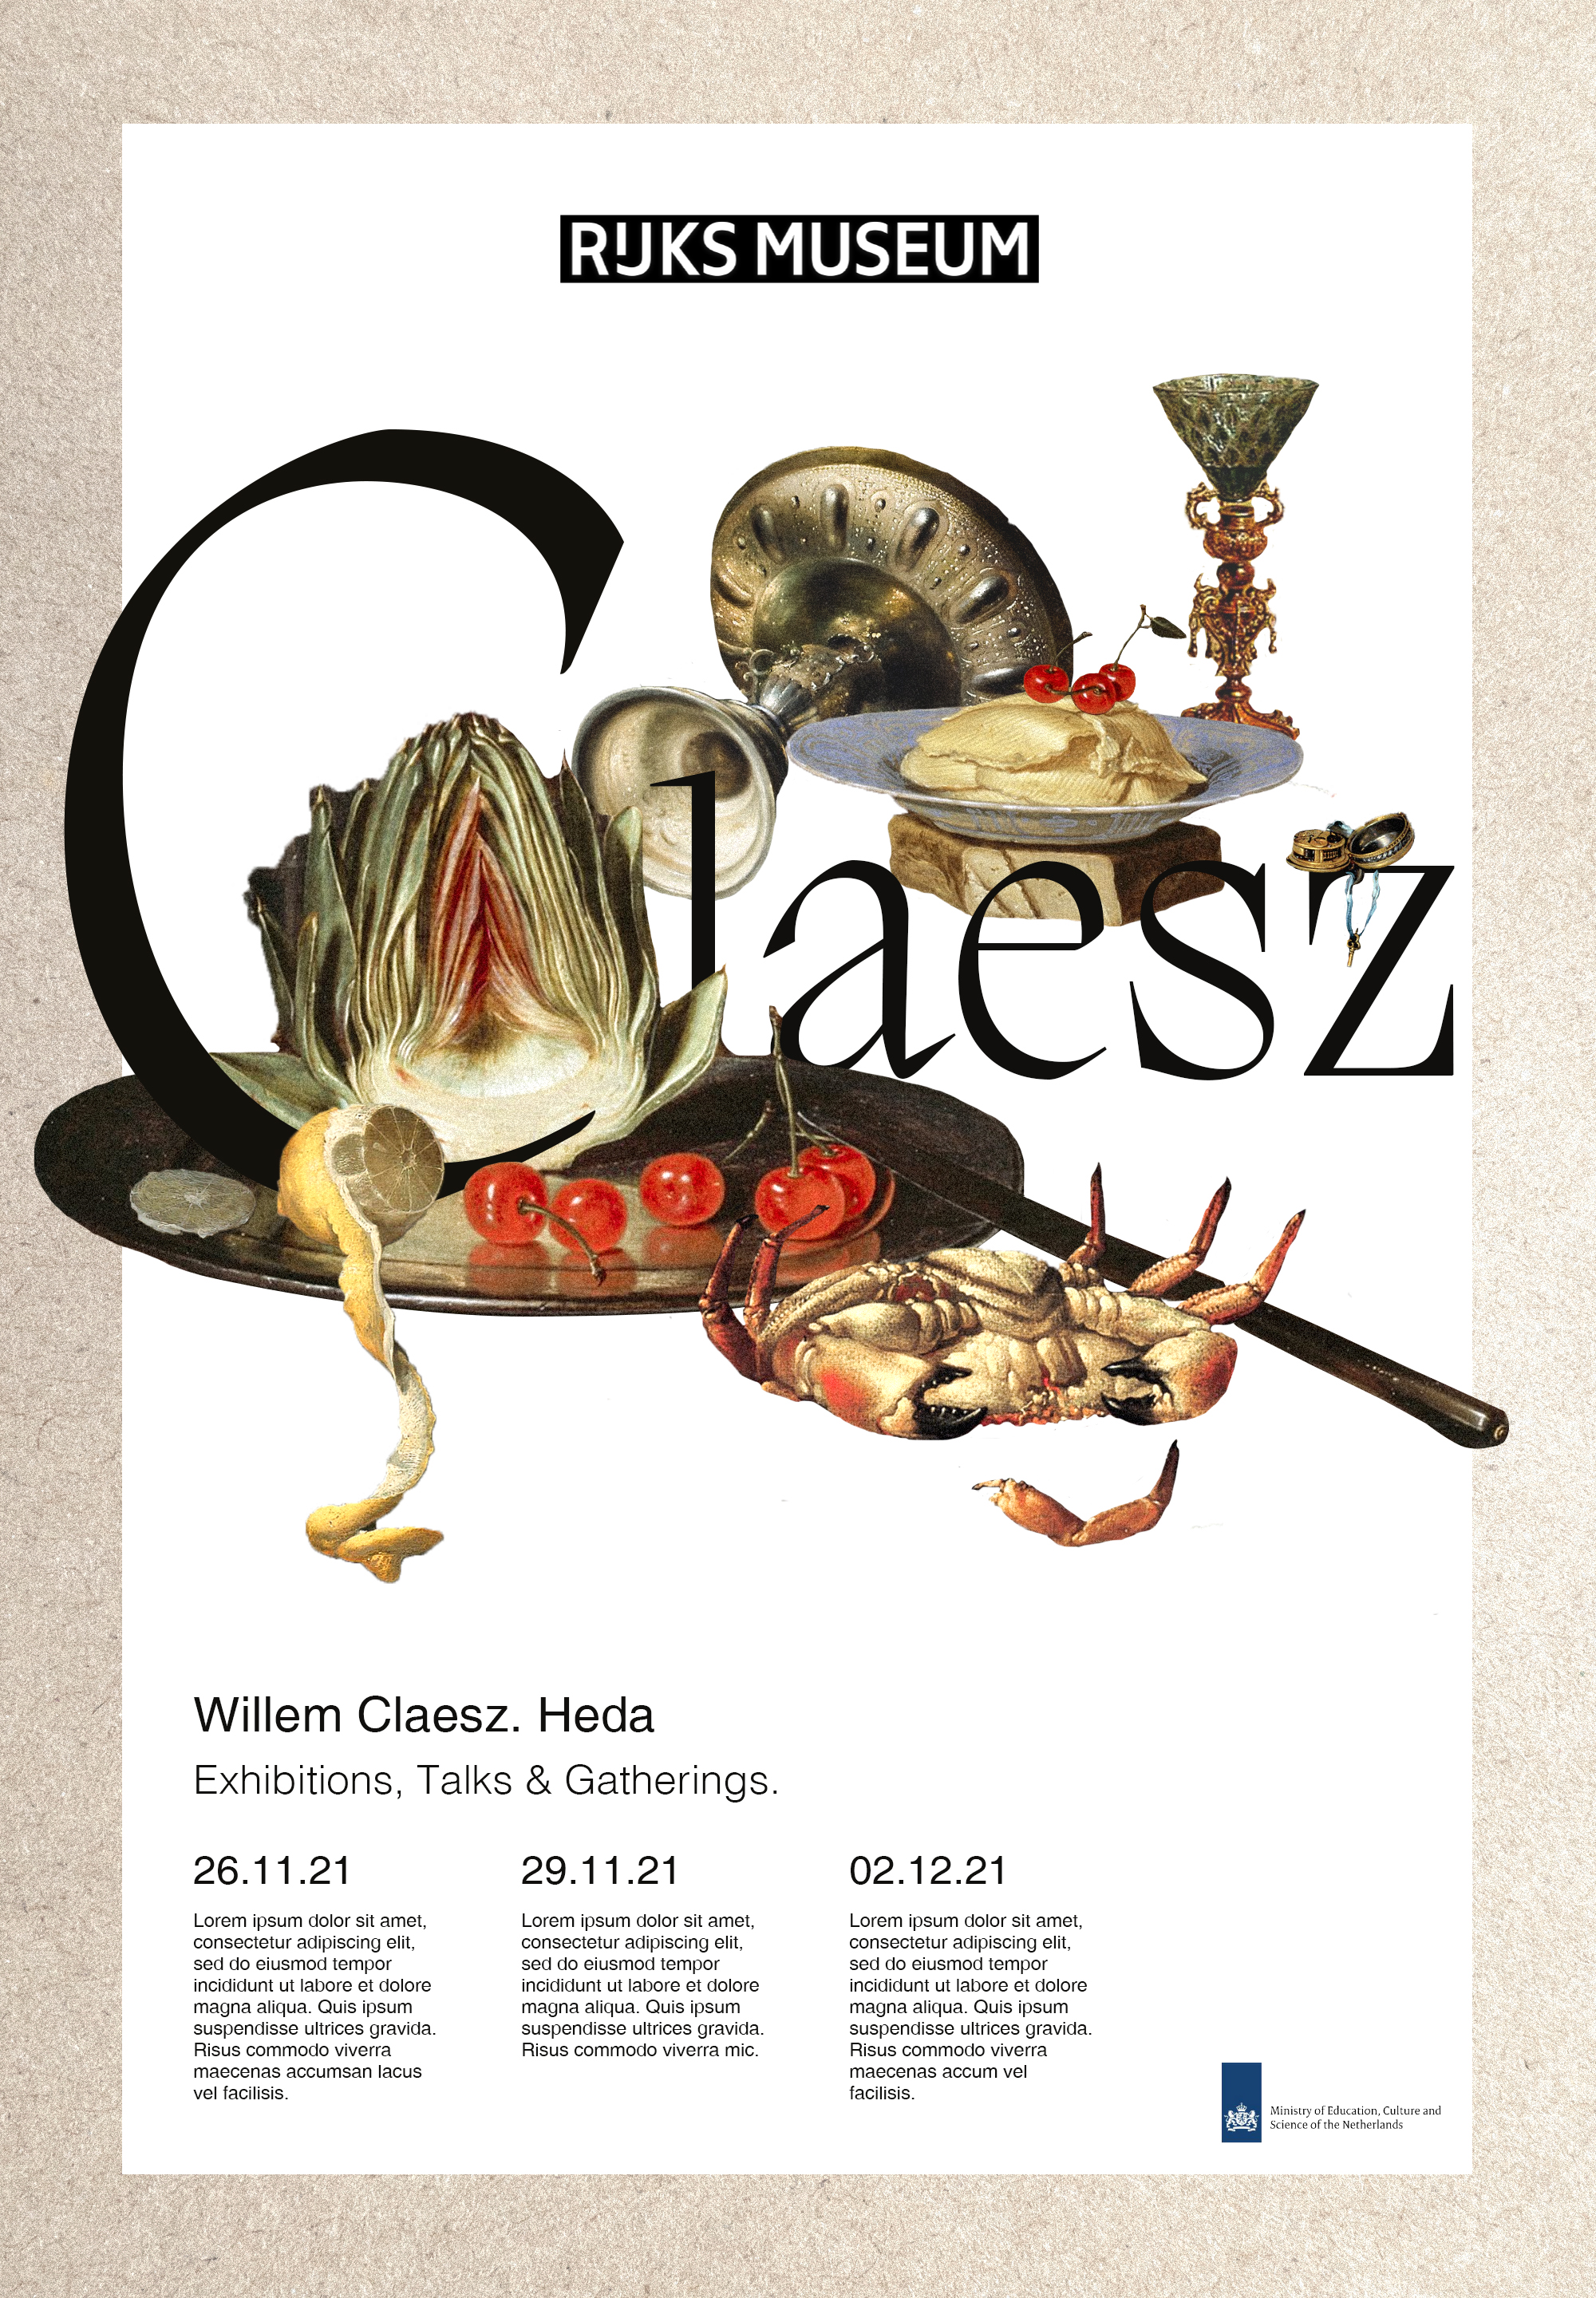 RIJKS MUSEUM
Claesz
Willem Claesz. Heda
Exhibitions, Talks & Gatherings.
26.11.21
Lorem ipsum dolor sit amet,
consectetur adipiscing elit,
sed do eiusmod tempor
incididunt ut labore et dolore
magna aliqua. Quis ipsum
suspendisse ultrices gravida.
Risus commodo viverra
maecenas accumsan lacus
vel facilisis.
29.11.21
Lorem ipsum dolor sit amet,
consectetur adipiscing elit,
sed do eiusmod tempor
incididunt ut labore et dolore
magna aliqua. Quis ipsum
suspendisse ultrices gravida.
Risus commodo viverra mic.
02.12.21
Lorem ipsum dolor sit amet,
consectetur adipiscing elit,
sed do eiusmod tempor
incididunt ut labore et dolore
magna aliqua. Quis ipsum
suspendisse ultrices gravida.
Risus commodo viverra
maecenas accum vel
facilisis.
Ministry of Education, Culture and
Science of the Netherlands